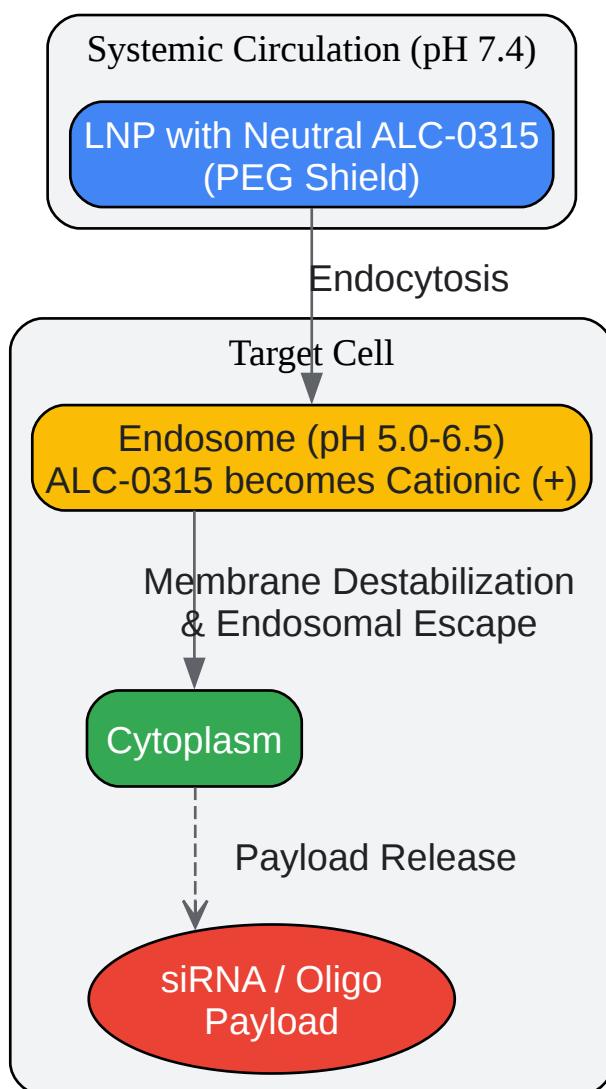 Systemic Circulation (pH 7.4)
LNP with Neutral ALC-0315
(PEG Shield)
Endocytosis
Target Cell
Endosome (pH 5.0-6.5)
ALC-0315 becomes Cationic (+)
Membrane Destabilization
& Endosomal Escape
Cytoplasm
Payload Release
siRNA / Oligo
Payload